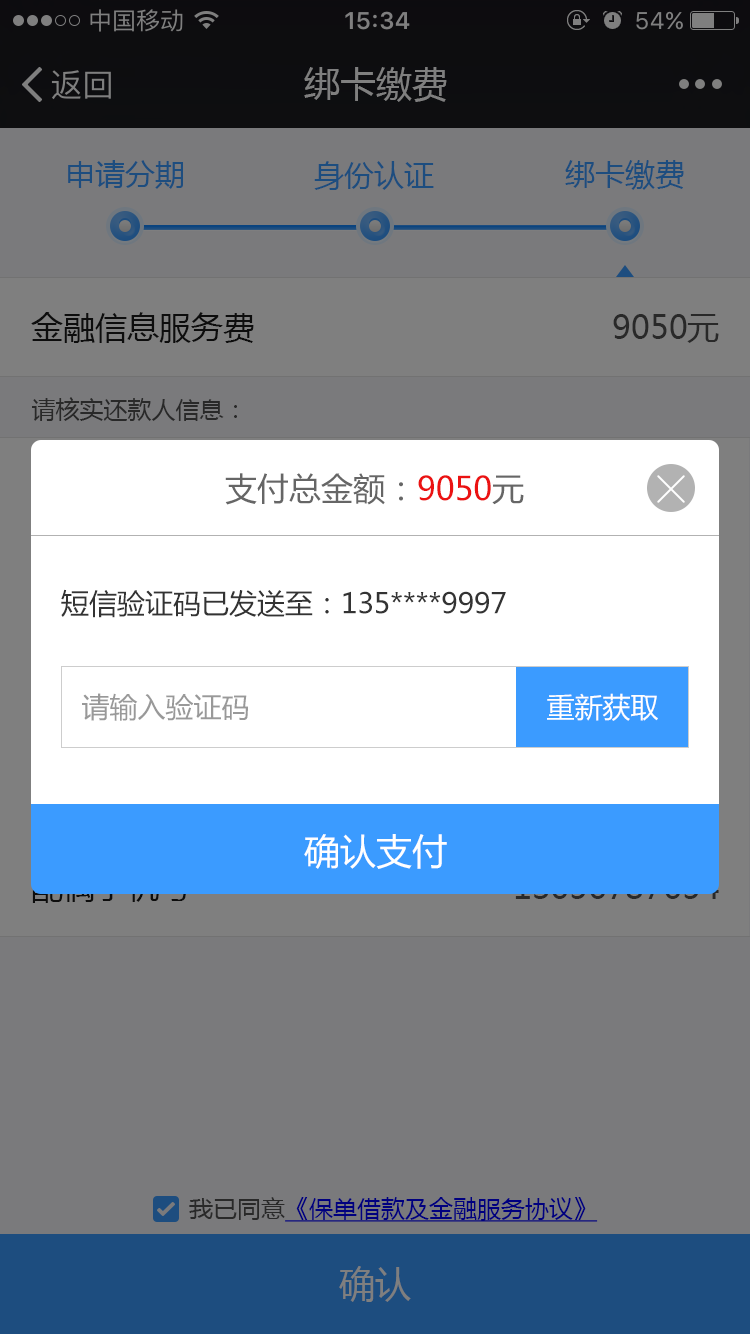 中国移动 15:34 54%
返回 绑卡缴费
申请分期 身份认证 绑卡缴费
金融信息服务费 9050元
请核实还款人信息：
支付总金额：9050元
短信验证码已发送至：135****9997
请输入验证码 重新获取
确认支付
我已同意《保单借款及金融服务协议》
确认